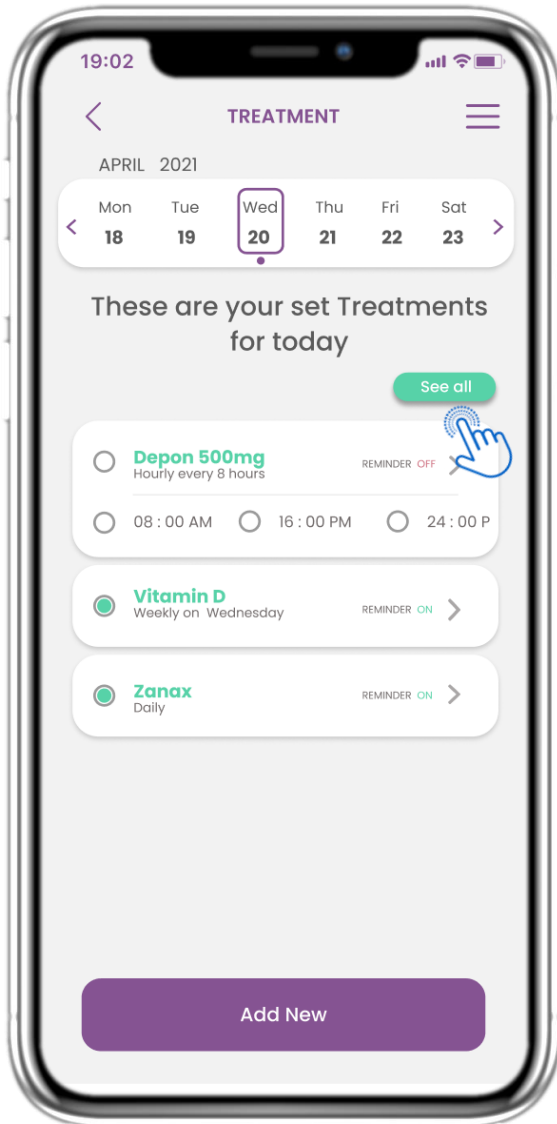 19:02
TREATMENT
APRIL 2021
Mon Tue Wed Thu Fri Sat
18 19 20 21 22 23
These are your set Treatments
for today
See all
Depon 500mg
Hourly every 8 hours
REMINDER OFF
08 : 00 AM 16 : 00 PM 24 : 00 P
Vitamin D
Weekly on Wednesday
REMINDER ON
Zanax
Daily
REMINDER ON
Add New